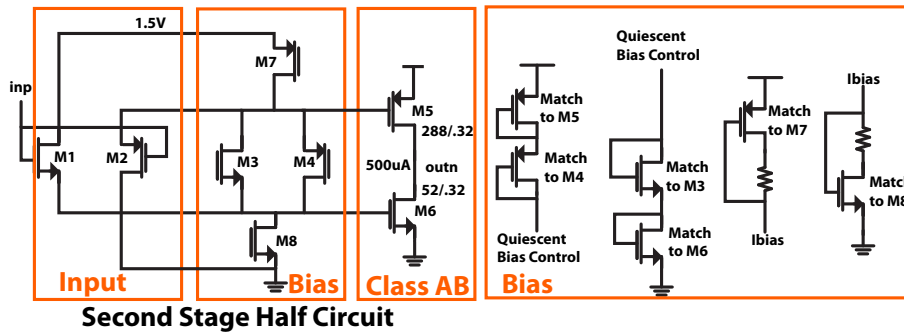 1.5V
M7
inp
M1
M2
M3
M4
M8
M5
288/.32
500uA
outn
52/.32
M6
Input
Bias
Class AB
Second Stage Half Circuit
Quiescent
Bias Control
Match
to M5
Match
to M4
Quiescent
Bias Control
Match
to M3
Match
to M6
Match
to M7
Ibias
Ibias
Match
to M8
Bias